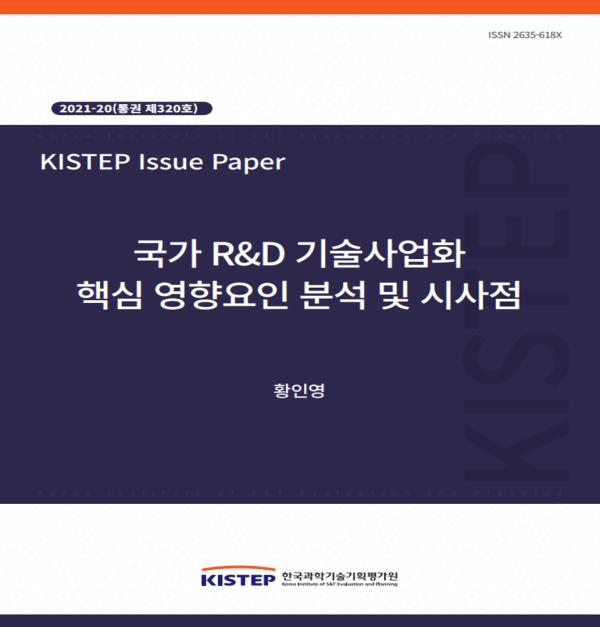 ISSN 2635-618X
2021-20(통권 제320호)
Korea Institute of S&T Evaluation and Planning
KISTEP Issue Paper
KISTEP
국가 R&D 기술사업화
핵심 영향요인 분석 및 시사점
황인영
Korea Institute of S&T Evaluation and Planning
KISTEP 한국과학기술기획평가원
Korea Institute of S&T Evaluation and Planning